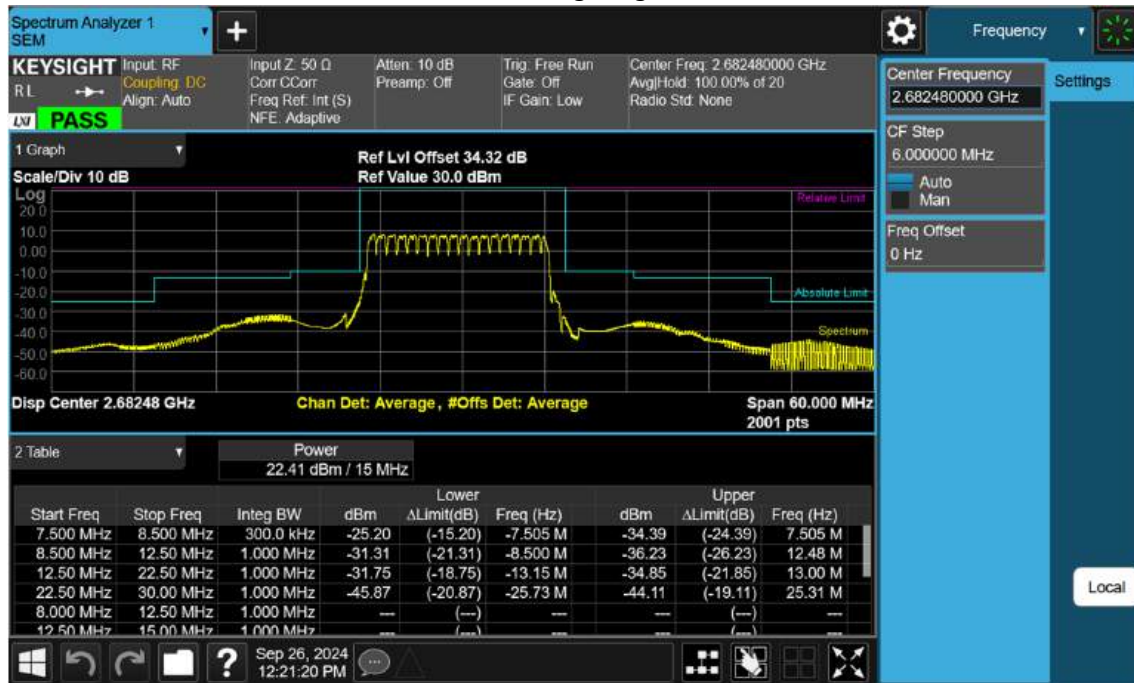 Spectrum Analyzer 1
SEM
Frequency
KEYSIGHT
RL
LXI PASS
Input: RF
Coupling: DC
Align: Auto
Input Z: 50 Ω
Corr CCorr
Freq Ref: Int (S)
NFE: Adaptive
Atten: 10 dB
Preamp: Off
Trig: Free Run
Gate: Off
IF Gain: Low
Center Freq: 2.682480000 GHz
Avg|Hold: 100.00% of 20
Radio Std: None
Center Frequency
2.682480000 GHz
Settings
CF Step
6.000000 MHz
Auto
Man
Freq Offset
0 Hz
Local
1 Graph
Scale/Div 10 dB
Ref Lvl Offset 34.32 dB
Ref Value 30.0 dBm
Log
20.0
10.0
0.00
-10.0
-20.0
-30.0
-40.0
-50.0
-60.0
Relative Limit
Absolute Limit
Spectrum
Disp Center 2.68248 GHz
Chan Det: Average, #Offs Det: Average
Span 60.000 MHz
2001 pts
2 Table
Power
22.41 dBm / 15 MHz
Lower Upper
Start Freq Stop Freq Integ BW dBm ΔLimit(dB) Freq (Hz) dBm ΔLimit(dB) Freq (Hz)
7.500 MHz 8.500 MHz 300.0 kHz -25.20 (-15.20) -7.505 M -34.39 (-24.39) 7.505 M
8.500 MHz 12.50 MHz 1.000 MHz -31.31 (-21.31) -8.500 M -36.23 (-26.23) 12.48 M
12.50 MHz 22.50 MHz 1.000 MHz -31.75 (-18.75) -13.15 M -34.85 (-21.85) 13.00 M
22.50 MHz 30.00 MHz 1.000 MHz -45.87 (-20.87) -25.73 M -44.11 (-19.11) 25.31 M
8.000 MHz 12.50 MHz 1.000 MHz --- (---) --- --- (---) ---
12.50 MHz 15.00 MHz 1.000 MHz --- (---) --- --- (---) ---
Sep 26, 2024
12:21:20 PM